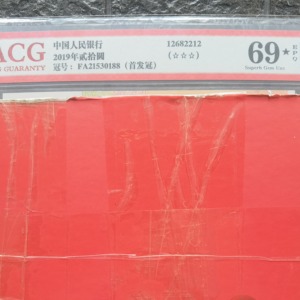 ACG
GUARANTY
中国人民银行
2019年贰拾圆
冠号: FA21530188 (首发冠)
12682212
(☆☆☆)
69★
EPQ
Superb Gem Unc